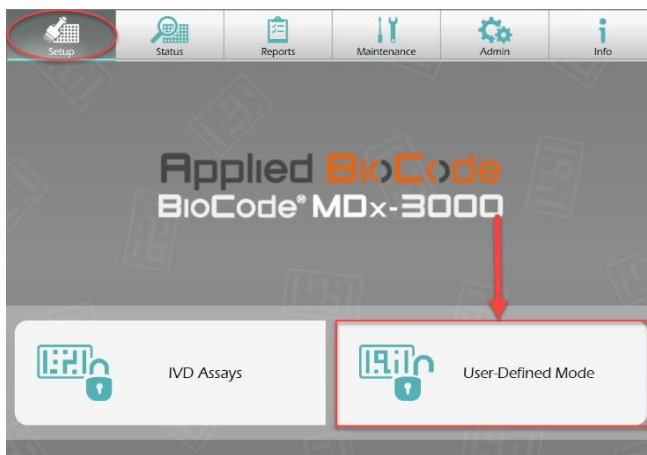 Setup
Status
Reports
Maintenance
Admin
Info
Applied BioCode
BioCode® MDx-3000
IVD Assays
User-Defined Mode